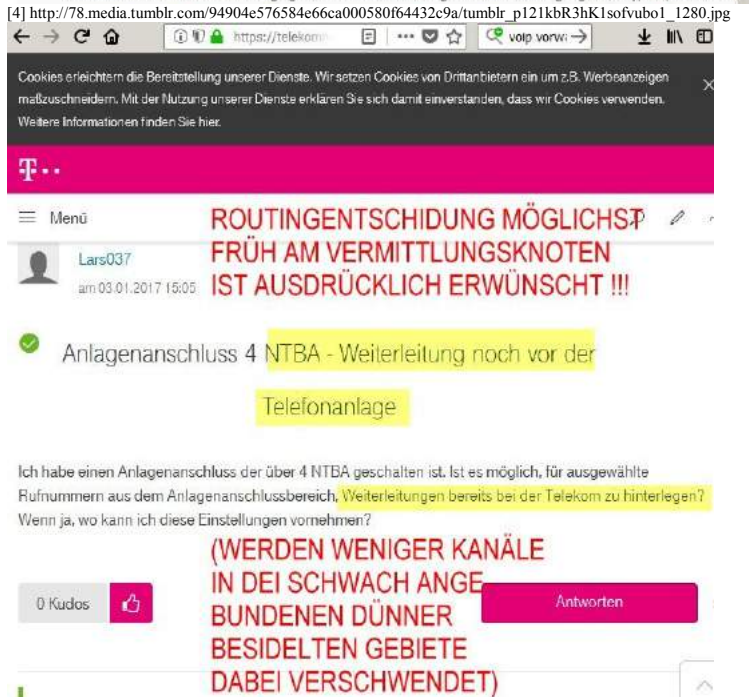 [4] http://78.media.tumblr.com/94904e576584e66ca000580f64432c9a/tumblr_p121kbR3hK1sofvubo1_1280.jpg
https://telekom
voip vorw
Cookies erleichtern die Bereitstellung unserer Dienste. Wir setzen Cookies von Drittanbietern ein um z.B. Werbeanzeigen
maßzuschneidern. Mit der Nutzung unserer Dienste erklären Sie sich damit einverstanden, dass wir Cookies verwenden.
Weitere Informationen finden Sie hier.
T
Menü
ROUTINGENTSCHIDUNG MÖGLICHST
FRÜH AM VERMITTLUNGSKNOTEN
IST AUSDRÜCKLICH ERWÜNSCHT !!!
Lars037
am 03.01.2017 15:05
Anlagenanschluss 4 NTBA - Weiterleitung noch vor der
Telefonanlage
Ich habe einen Anlagenanschluss der über 4 NTBA geschalten ist. Ist es möglich, für ausgewählte
Rufnummern aus dem Anlagenanschlussbereich, Weiterleitungen bereits bei der Telekom zu hinterlegen?
Wenn ja, wo kann ich diese Einstellungen vornehmen?
(WERDEN WENIGER KANÄLE
IN DEI SCHWACH ANGE
BUNDENEN DÜNNER
BESIDELTEN GEBIETE
DABEI VERSCHWENDET)
0 Kudos
Antworten